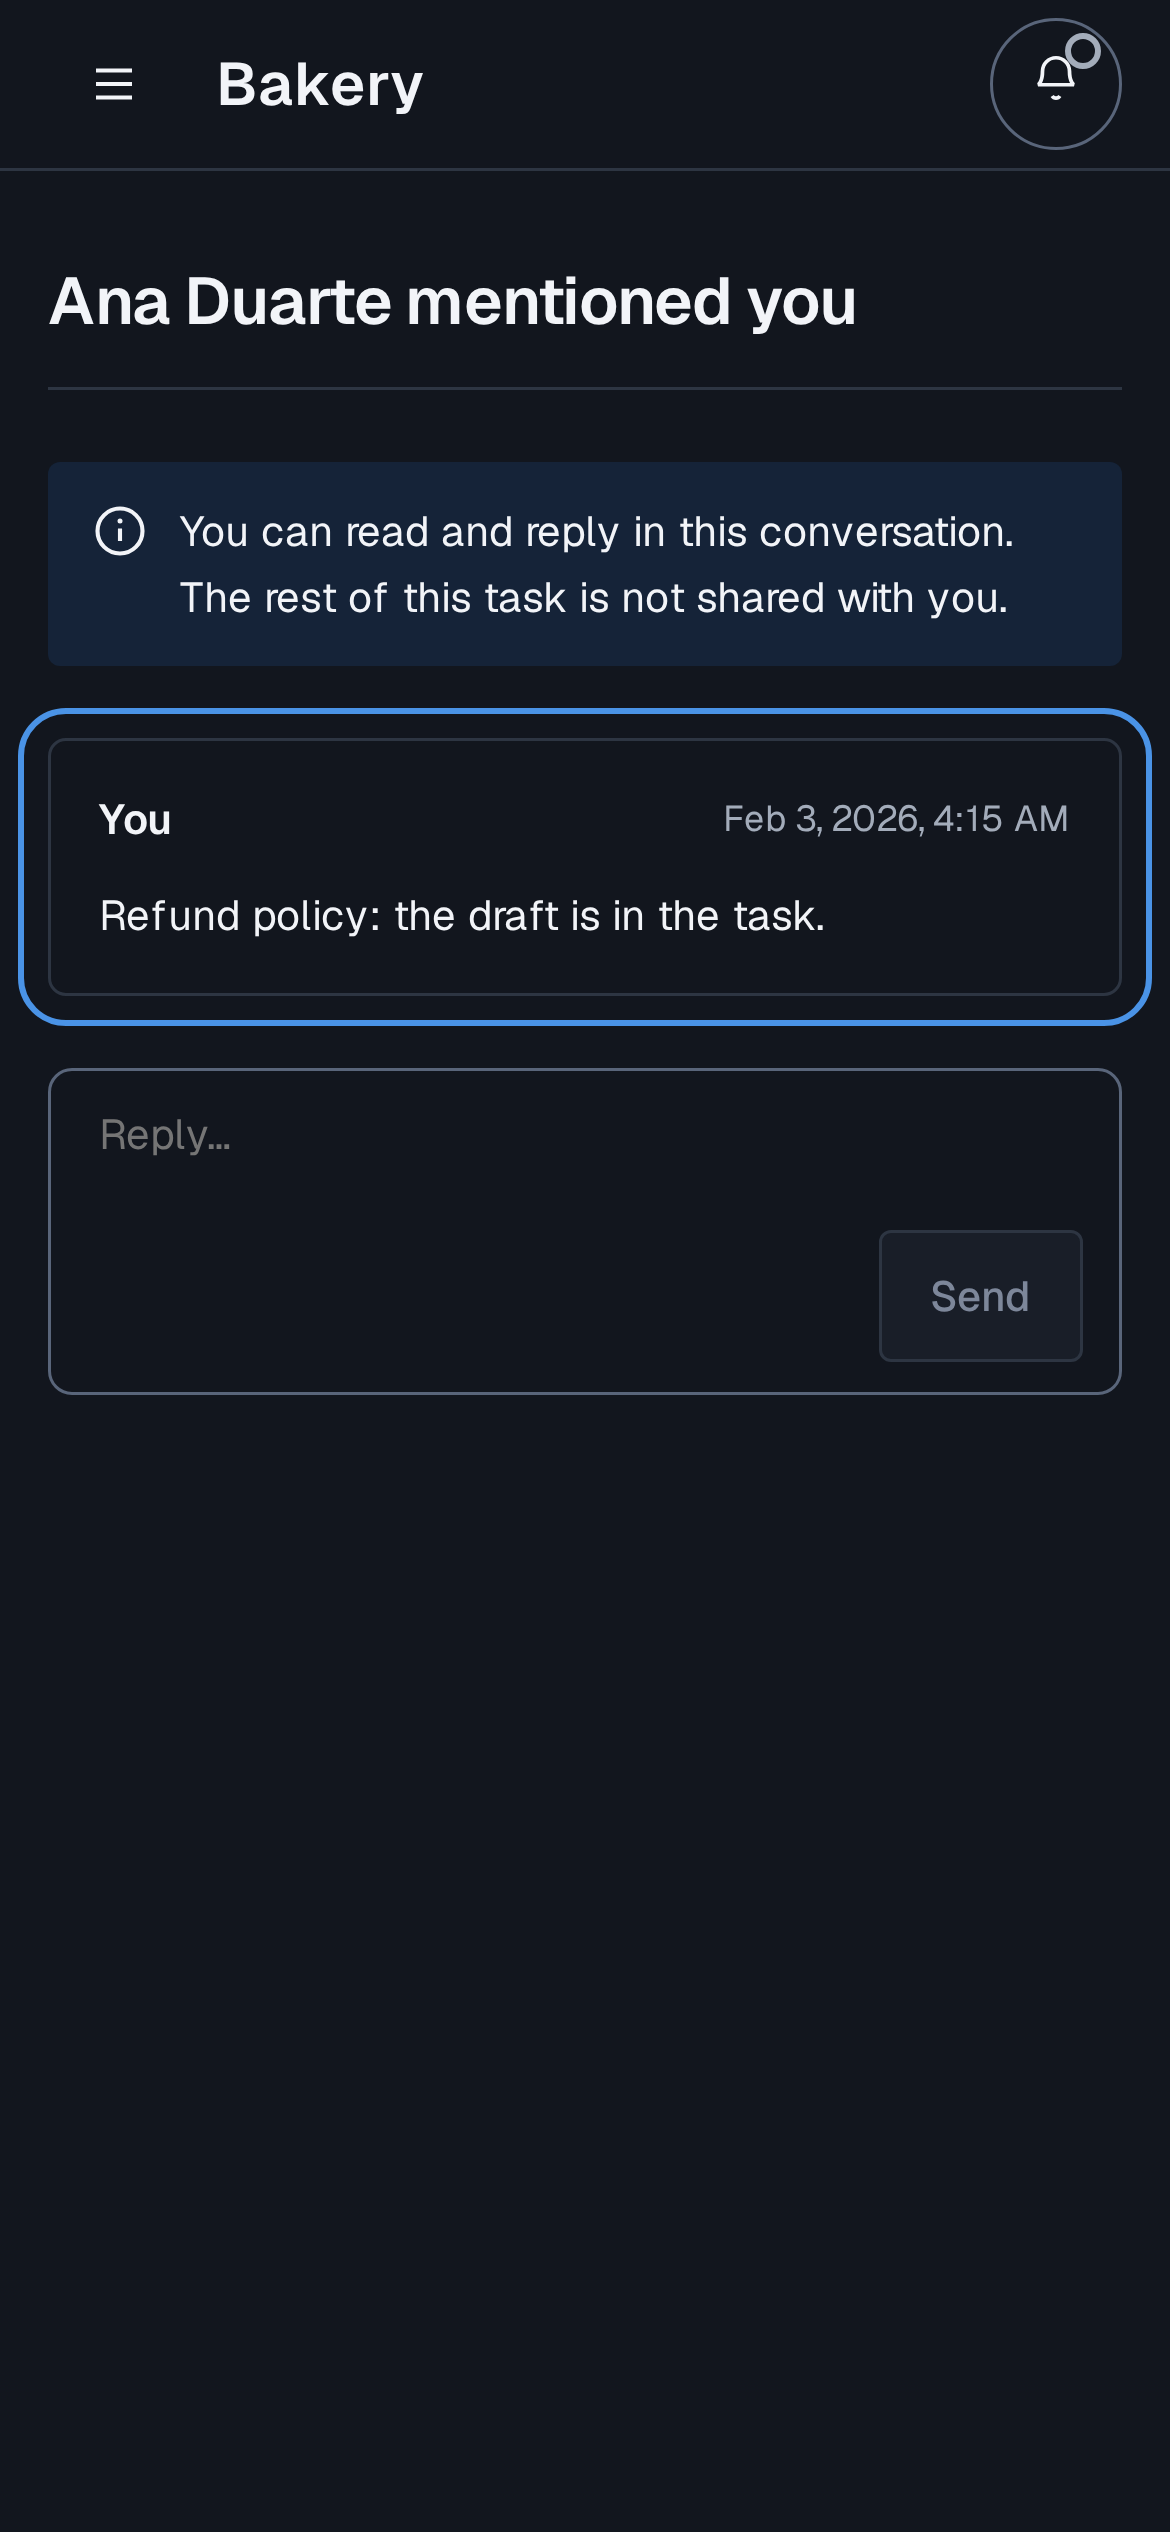 Bakery
Ana Duarte mentioned you
You can read and reply in this conversation.
The rest of this task is not shared with you.
You
Feb 3, 2026, 4:15 AM
Refund policy: the draft is in the task.
Reply...
Send